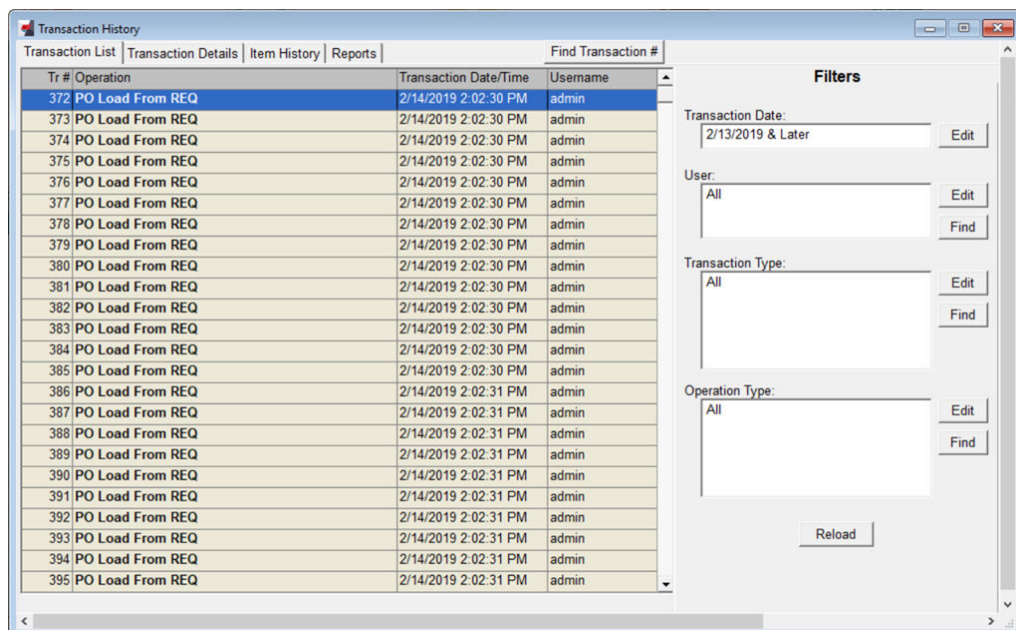 Transaction History
Transaction List Transaction Details Item History Reports Find Transaction #
Tr # Operation Transaction Date/Time Username
372 PO Load From REQ 2/14/2019 2:02:30 PM admin
373 PO Load From REQ 2/14/2019 2:02:30 PM admin
374 PO Load From REQ 2/14/2019 2:02:30 PM admin
375 PO Load From REQ 2/14/2019 2:02:30 PM admin
376 PO Load From REQ 2/14/2019 2:02:30 PM admin
377 PO Load From REQ 2/14/2019 2:02:30 PM admin
378 PO Load From REQ 2/14/2019 2:02:30 PM admin
379 PO Load From REQ 2/14/2019 2:02:30 PM admin
380 PO Load From REQ 2/14/2019 2:02:30 PM admin
381 PO Load From REQ 2/14/2019 2:02:30 PM admin
382 PO Load From REQ 2/14/2019 2:02:30 PM admin
383 PO Load From REQ 2/14/2019 2:02:30 PM admin
384 PO Load From REQ 2/14/2019 2:02:30 PM admin
385 PO Load From REQ 2/14/2019 2:02:30 PM admin
386 PO Load From REQ 2/14/2019 2:02:31 PM admin
387 PO Load From REQ 2/14/2019 2:02:31 PM admin
388 PO Load From REQ 2/14/2019 2:02:31 PM admin
389 PO Load From REQ 2/14/2019 2:02:31 PM admin
390 PO Load From REQ 2/14/2019 2:02:31 PM admin
391 PO Load From REQ 2/14/2019 2:02:31 PM admin
392 PO Load From REQ 2/14/2019 2:02:31 PM admin
393 PO Load From REQ 2/14/2019 2:02:31 PM admin
394 PO Load From REQ 2/14/2019 2:02:31 PM admin
395 PO Load From REQ 2/14/2019 2:02:31 PM admin
Filters
Transaction Date:
2/13/2019 & Later Edit
User:
All Edit
Find
Transaction Type:
All Edit
Find
Operation Type:
All Edit
Find
Reload